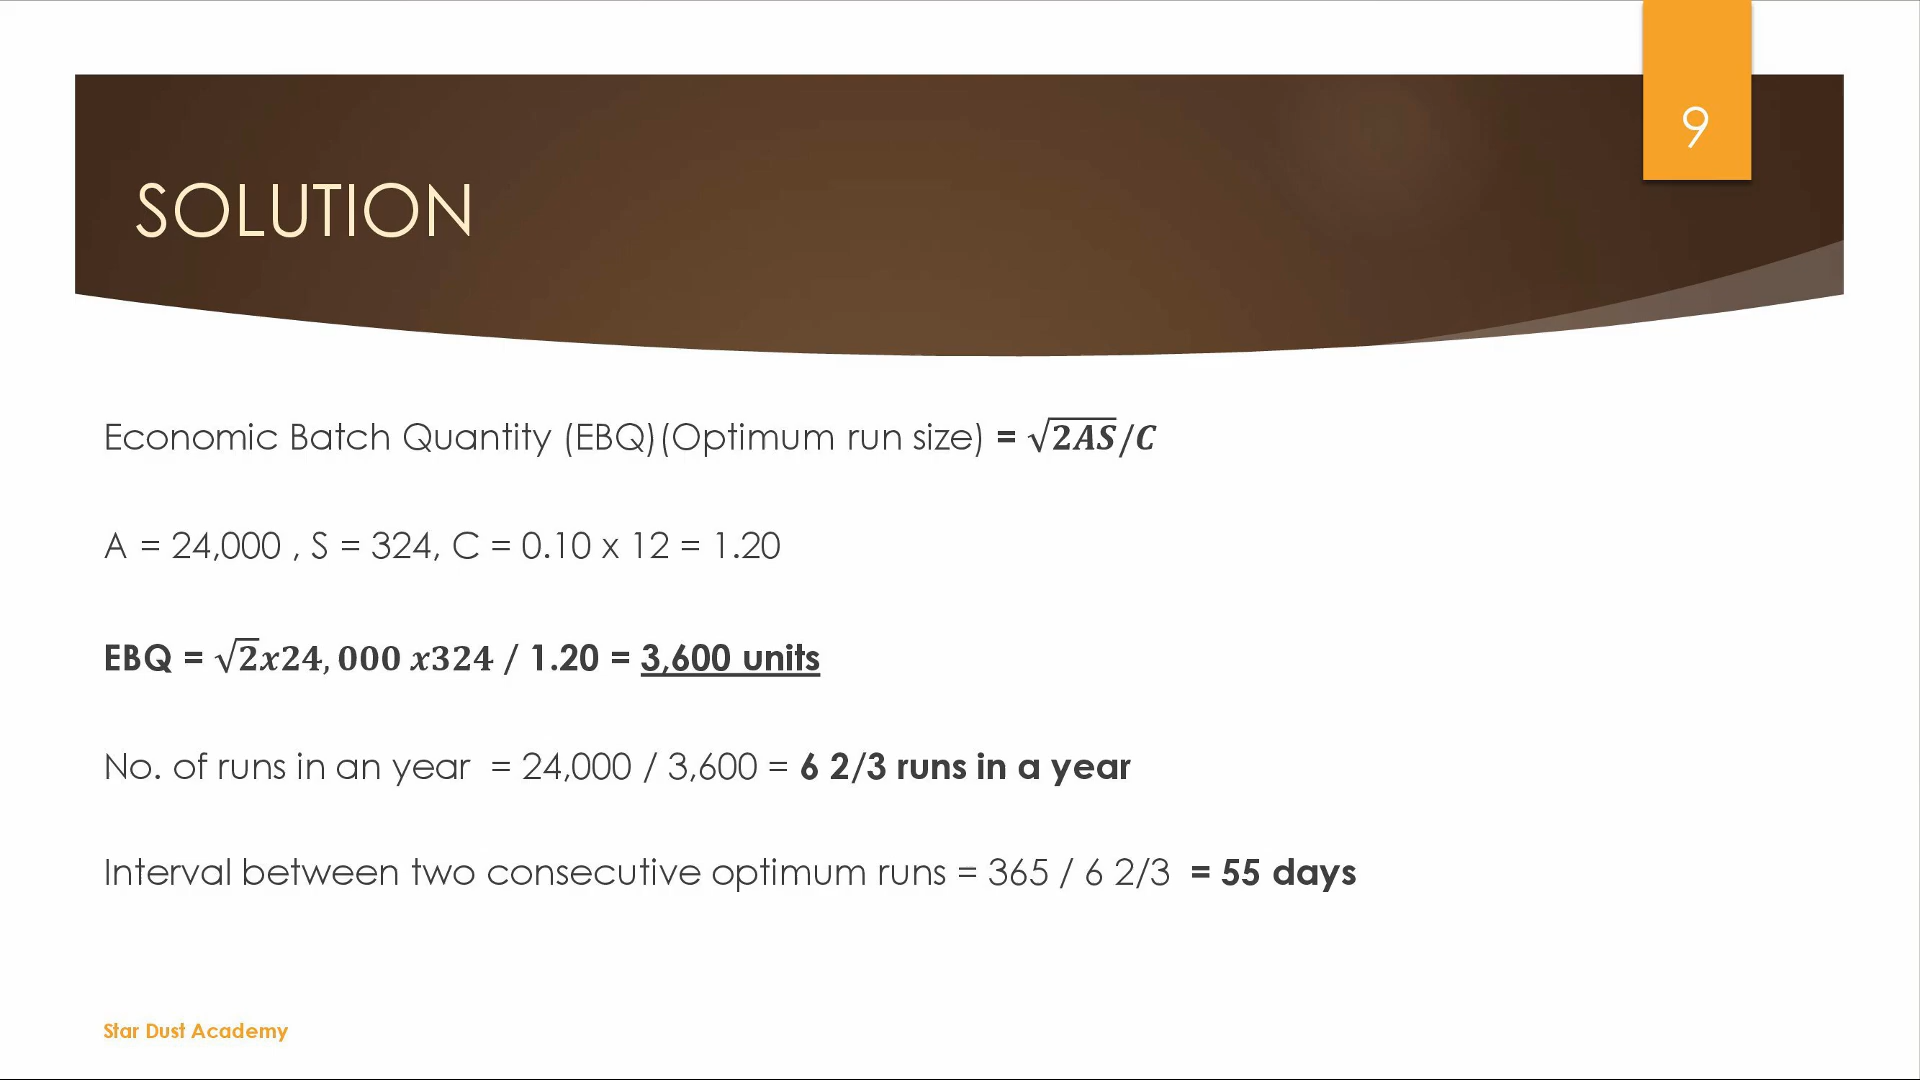 9
SOLUTION
Economic Batch Quantity (EBQ)(Optimum run size) = √2AS/C
A = 24,000 , S = 324, C = 0.10 x 12 = 1.20
EBQ = √2x24,000 x324 / 1.20 = 3,600 units
No. of runs in an year = 24,000 / 3,600 = 6 2/3 runs in a year
Interval between two consecutive optimum runs = 365 / 6 2/3 = 55 days
Star Dust Academy